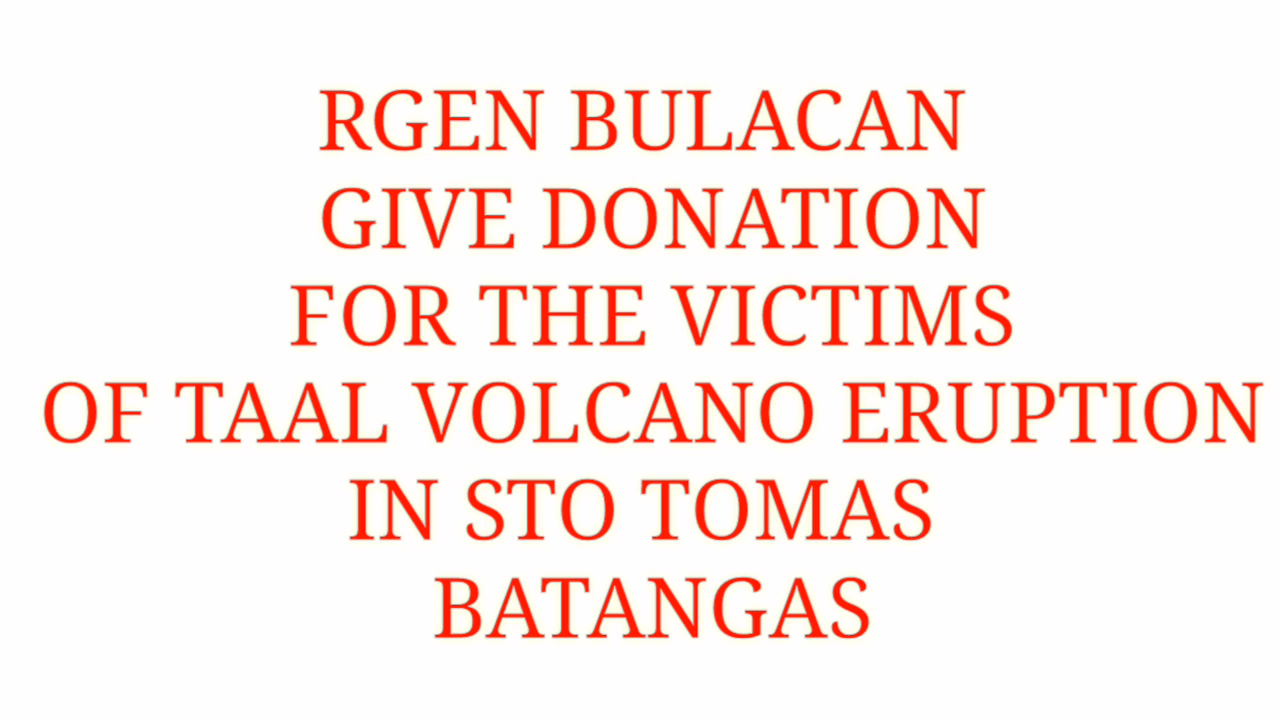 RGEN BULACAN
GIVE DONATION
FOR THE VICTIMS
OF TAAL VOLCANO ERUPTION
IN STO TOMAS
BATANGAS